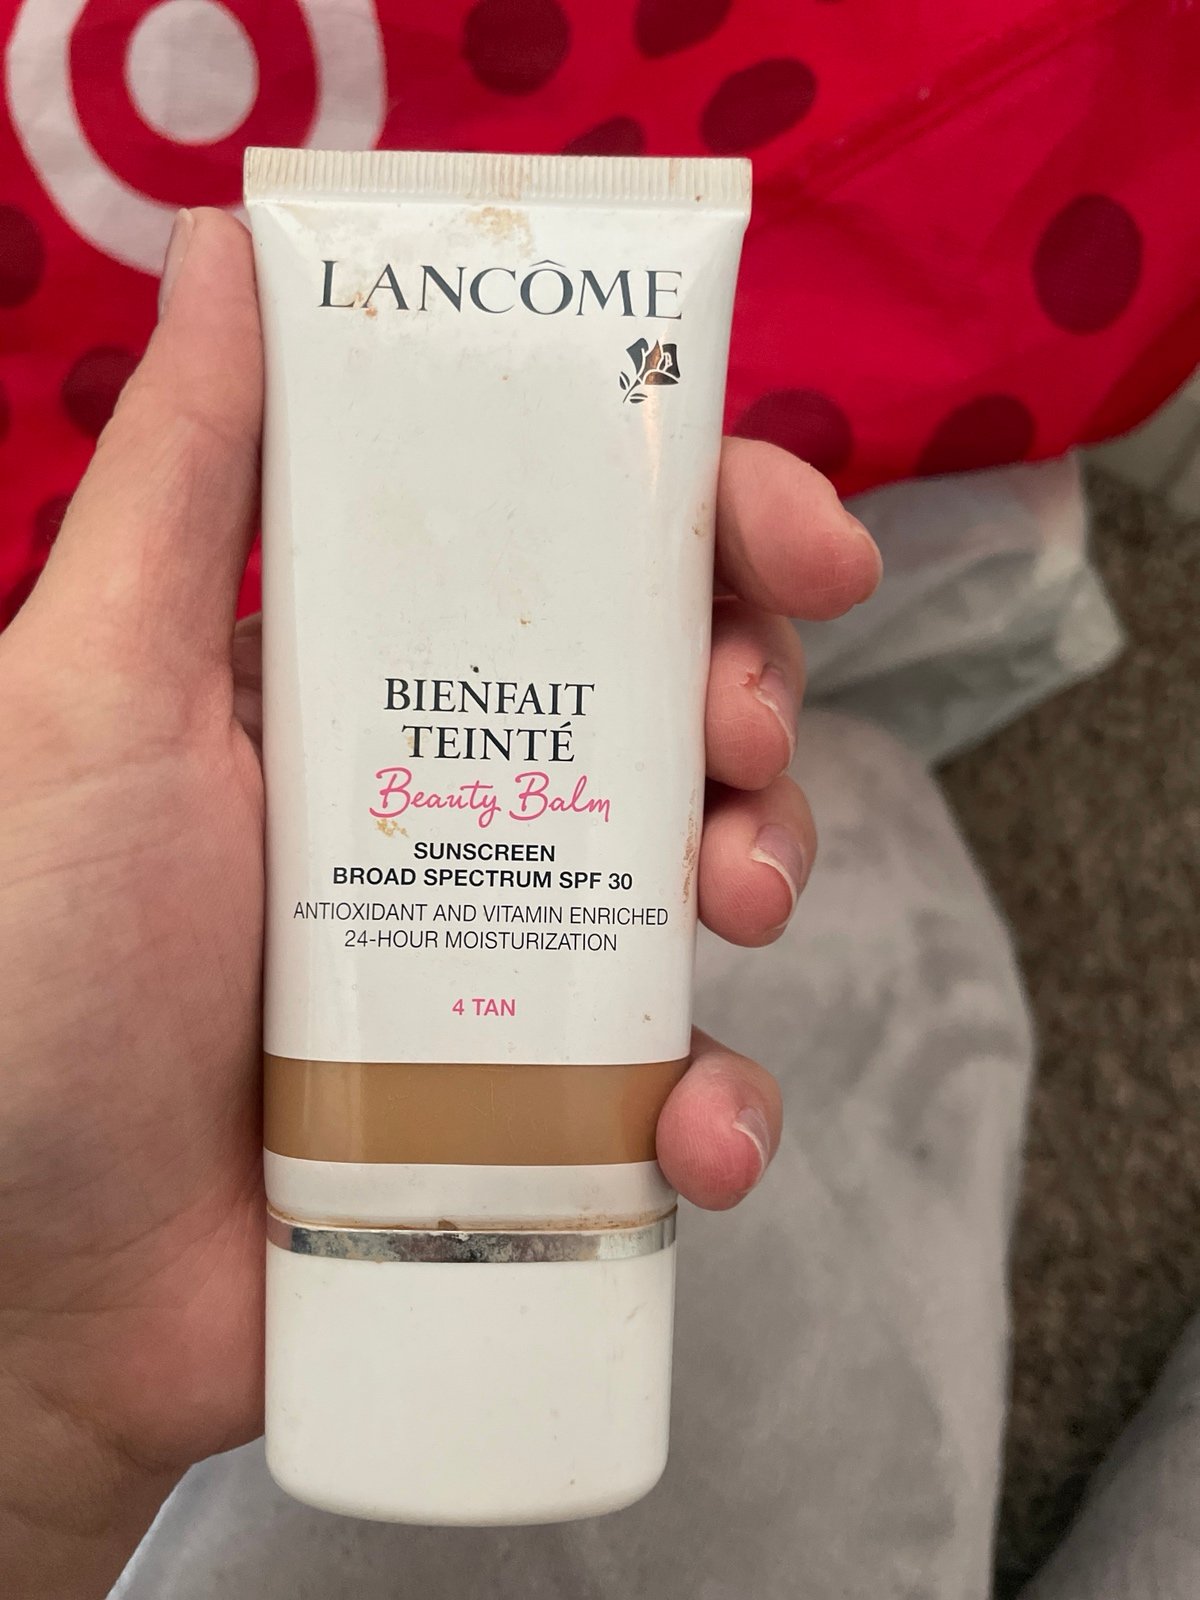 LANCÔME
BIENFAIT
TEINTÉ
Beauty Balm
SUNSCREEN
BROAD SPECTRUM SPF 30
ANTIOXIDANT AND VITAMIN ENRICHED
24-HOUR MOISTURIZATION
4 TAN